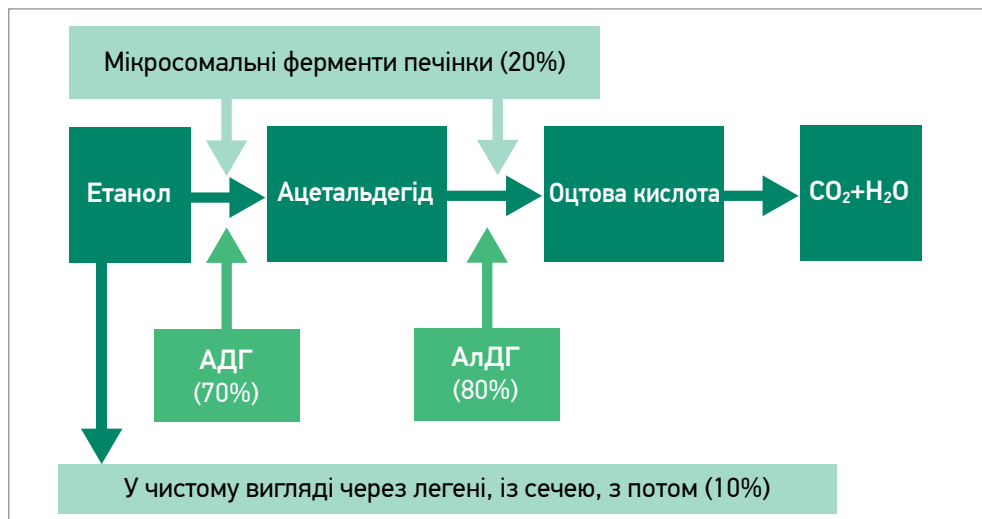 Мікросомальні ферменти печінки (20%)
Етанол
Ацетальдегід
Оцтова кислота
CO₂+H₂O
АДГ
(70%)
АлДГ
(80%)
У чистому вигляді через легені, із сечею, з потом (10%)